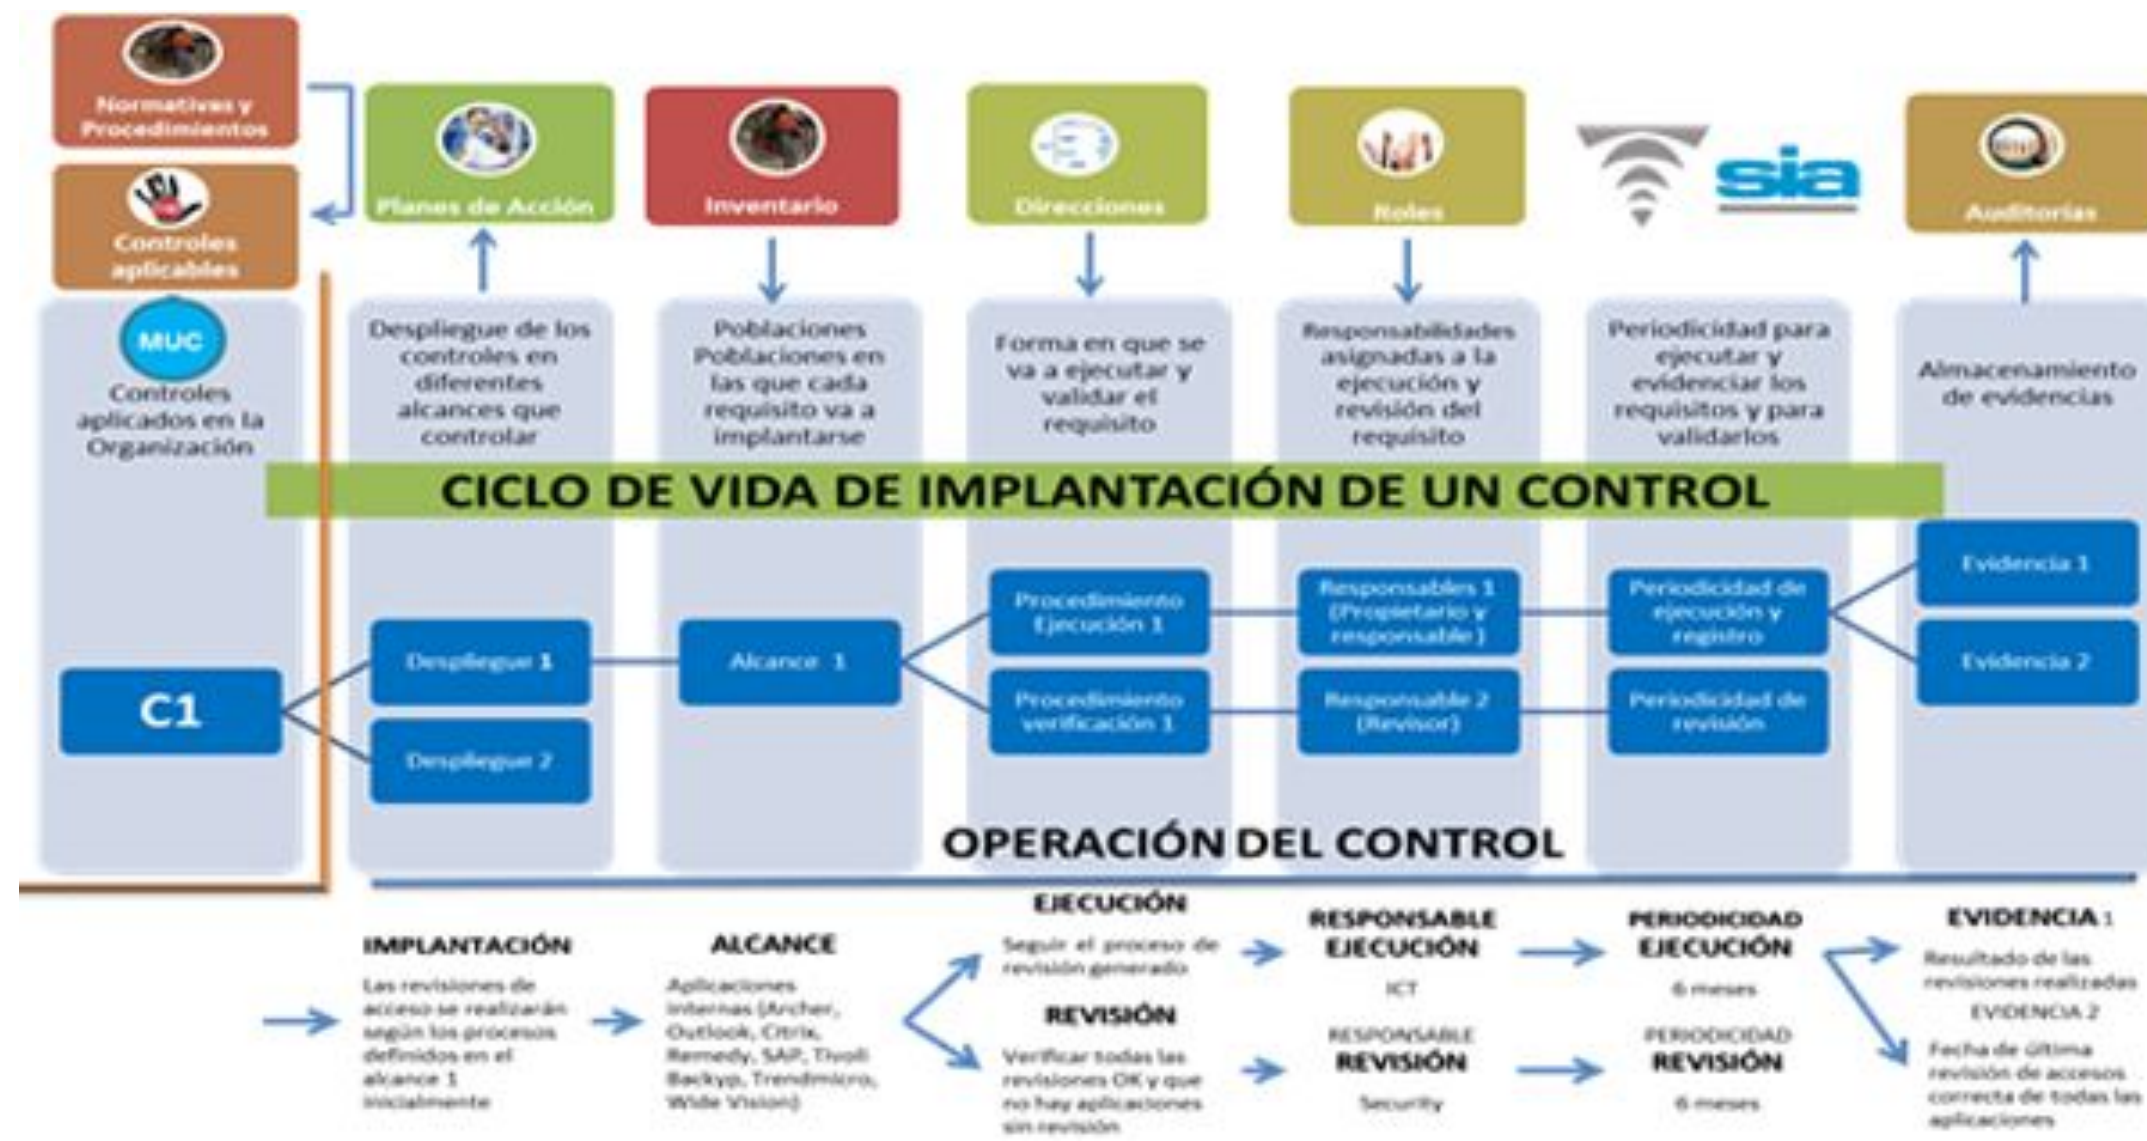 Normativas y
Procedimientos
Controles
aplicables
Planes de Acción
Inventario
Direcciones
Roles
sia
Auditorías
MUC
Controles
aplicados en la
Organización
Despliegue de los
controles en
diferentes
alcances que
controlar
Poblaciones
Poblaciones en
las que cada
requisito va a
implantarse
Forma en que se
va a ejecutar y
validar el
requisito
Responsabilidades
asignadas a la
ejecución y
revisión del
requisito
Periodicidad para
ejecutar y
evidenciar los
requisitos y para
validarlos
Almacenamiento
de evidencias
CICLO DE VIDA DE IMPLANTACIÓN DE UN CONTROL
C1
Despliegue 1
Despliegue 2
Alcance 1
Procedimiento
Ejecución 1
Procedimiento
verificación 1
Responsables 1
(Propietario y
responsable)
Responsable 2
(Revisor)
Periodicidad de
ejecución y
registro
Periodicidad de
revisión
Evidencia 1
Evidencia 2
OPERACIÓN DEL CONTROL
IMPLANTACIÓN
Las revisiones de
acceso se realizarán
según los procesos
definidos en el
alcance 1
inicialmente
ALCANCE
Aplicaciones
internas (Archer,
Outlook, Citrix,
Remedy, SAP, Tivoli
Backyp, Trendmicro,
Wide Vision)
EJECUCIÓN
Seguir el proceso de
revisión generado
REVISIÓN
Verificar todas las
revisiones OK y que
no hay aplicaciones
sin revisión
RESPONSABLE
EJECUCIÓN
ICT
RESPONSABLE
REVISIÓN
Security
PERIODICIDAD
EJECUCIÓN
6 meses
PERIODICIDAD
REVISIÓN
6 meses
EVIDENCIA 1
Resultado de las
revisiones realizadas
EVIDENCIA 2
Fecha de última
revisión de accesos
correcta de todas las
aplicaciones